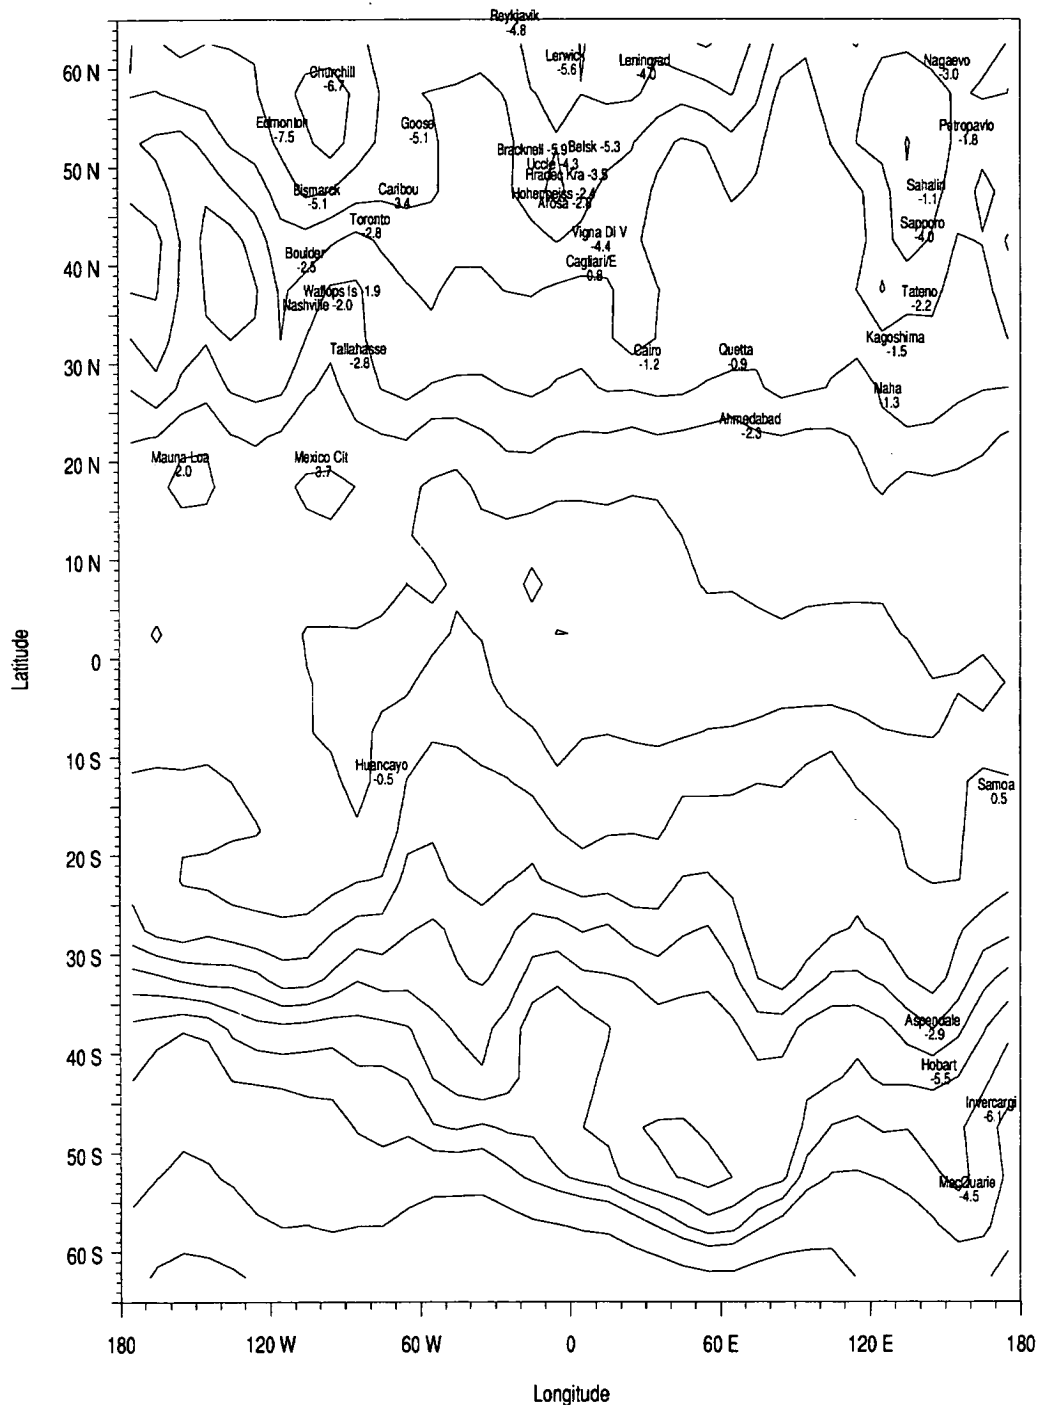 Reykjavik
-4.8
Lerwick
-5.6
Leningrad
-4.0
Nagaevo
-3.0
60 N
Churchill
-6.7
Edmonton
-7.5
Goose
-5.1
Petropavlo
-1.8
Bracknell -5.9
Belsk -5.3
Uccle -4.3
Hradec Kra -3.5
50 N
Bismarck
-5.1
Caribou
-3.4
Hohenpeiss -2.4
Arosa -2.8
Sahalin
-1.1
Toronto
-2.8
Vigna Di V
-4.4
Sapporo
-4.0
Boulder
-2.5
Cagliari/E
0.8
40 N
Wallops Is -1.9
Nashville -2.0
Tateno
-2.2
Kagoshima
-1.5
Tallahasse
-2.8
Cairo
-1.2
Quetta
-0.9
30 N
Naha
-1.3
Ahmedabad
-2.3
Mauna Loa
2.0
Mexico Cit
3.7
20 N
10 N
Latitude
0
10 S
Huancayo
-0.5
Samoa
0.5
20 S
30 S
Aspendale
-2.9
40 S
Hobart
-5.5
Invercargi
-6.1
50 S
MacQuarie
-4.5
60 S
180
120 W
60 W
0
60 E
120 E
180
Longitude